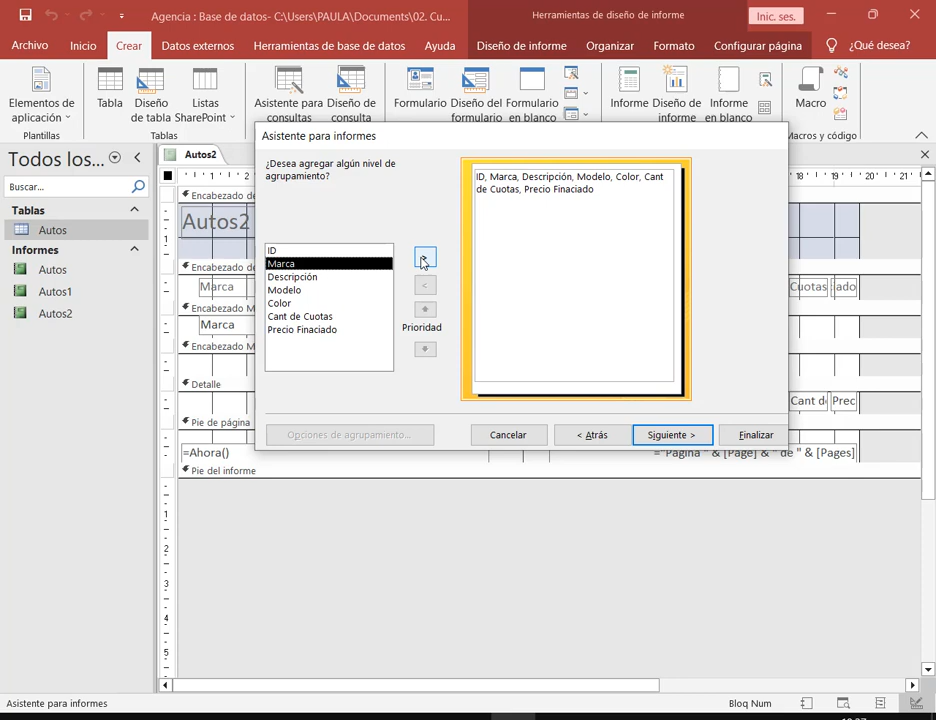 Agencia : Base de datos- C:\Users\PAULA\Documents\02. Cu...
Herramientas de diseño de informe
Inic. ses.
Archivo
Inicio
Crear
Datos externos
Herramientas de base de datos
Ayuda
Diseño de informe
Organizar
Formato
Configurar página
¿Qué desea?
Elementos de aplicación
Tabla
Diseño de tabla
Listas SharePoint
Asistente para consultas
Diseño de consultas
Formulario
Diseño del formulario
Formulario en blanco
Informe
Diseño de informe
Informe en blanco
Macro
Plantillas
Tablas
Macros y código
Todos los...
Buscar...
Tablas
Autos
Informes
Autos
Autos1
Autos2
Autos2
Encabezado de
Autos2
Encabezado de
Marca
Cuotas
iado
Encabezado M
Marca
Encabezado M
Detalle
Cant de
Prec
Pie de página
=Ahora()
="Página " & [Page] & " de " & [Pages]
Pie del informe
Asistente para informes
¿Desea agregar algún nivel de
agrupamiento?
ID
Marca
Descripción
Modelo
Color
Cant de Cuotas
Precio Finaciado
>
<
Prioridad
ID, Marca, Descripción, Modelo, Color, Cant
de Cuotas, Precio Finaciado
Opciones de agrupamiento...
Cancelar
< Atrás
Siguiente >
Finalizar
Asistente para informes
Bloq Num